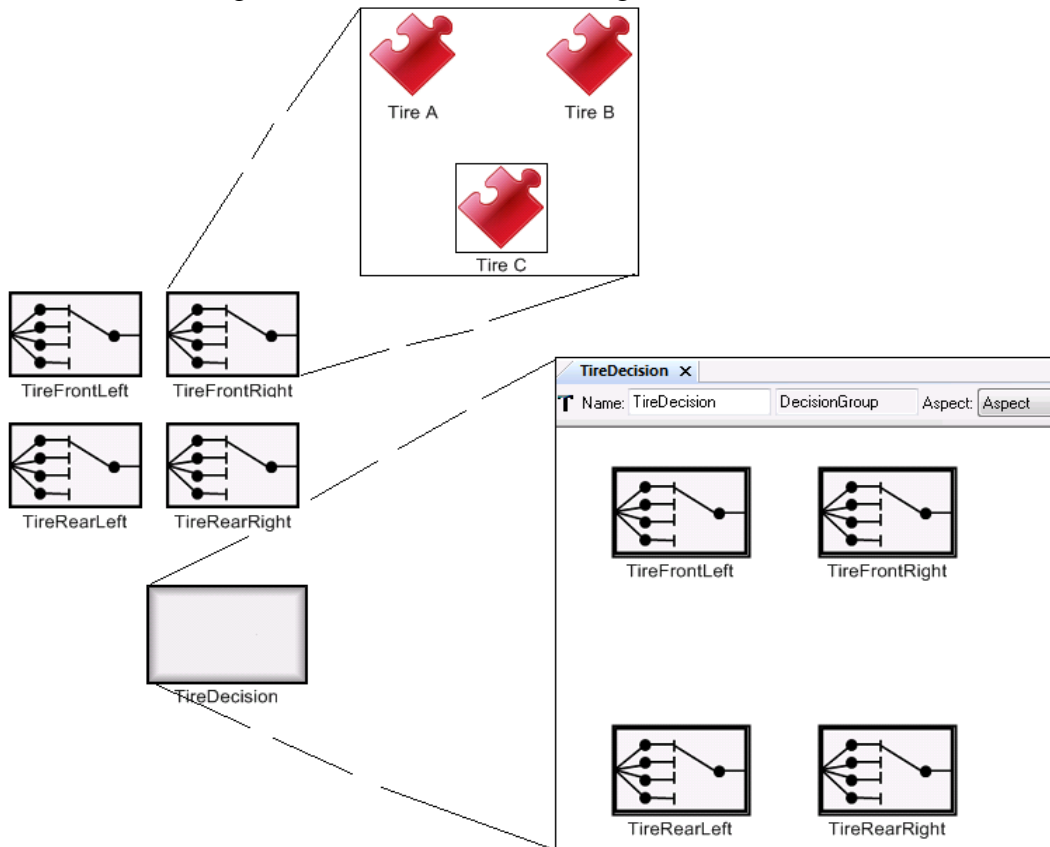 Tire A
Tire B
Tire C
TireFrontLeft
TireFrontRight
TireRearLeft
TireRearRight
TireDecision
TireDecision X
Name: TireDecision DecisionGroup Aspect: Aspect
TireFrontLeft
TireFrontRight
TireRearLeft
TireRearRight